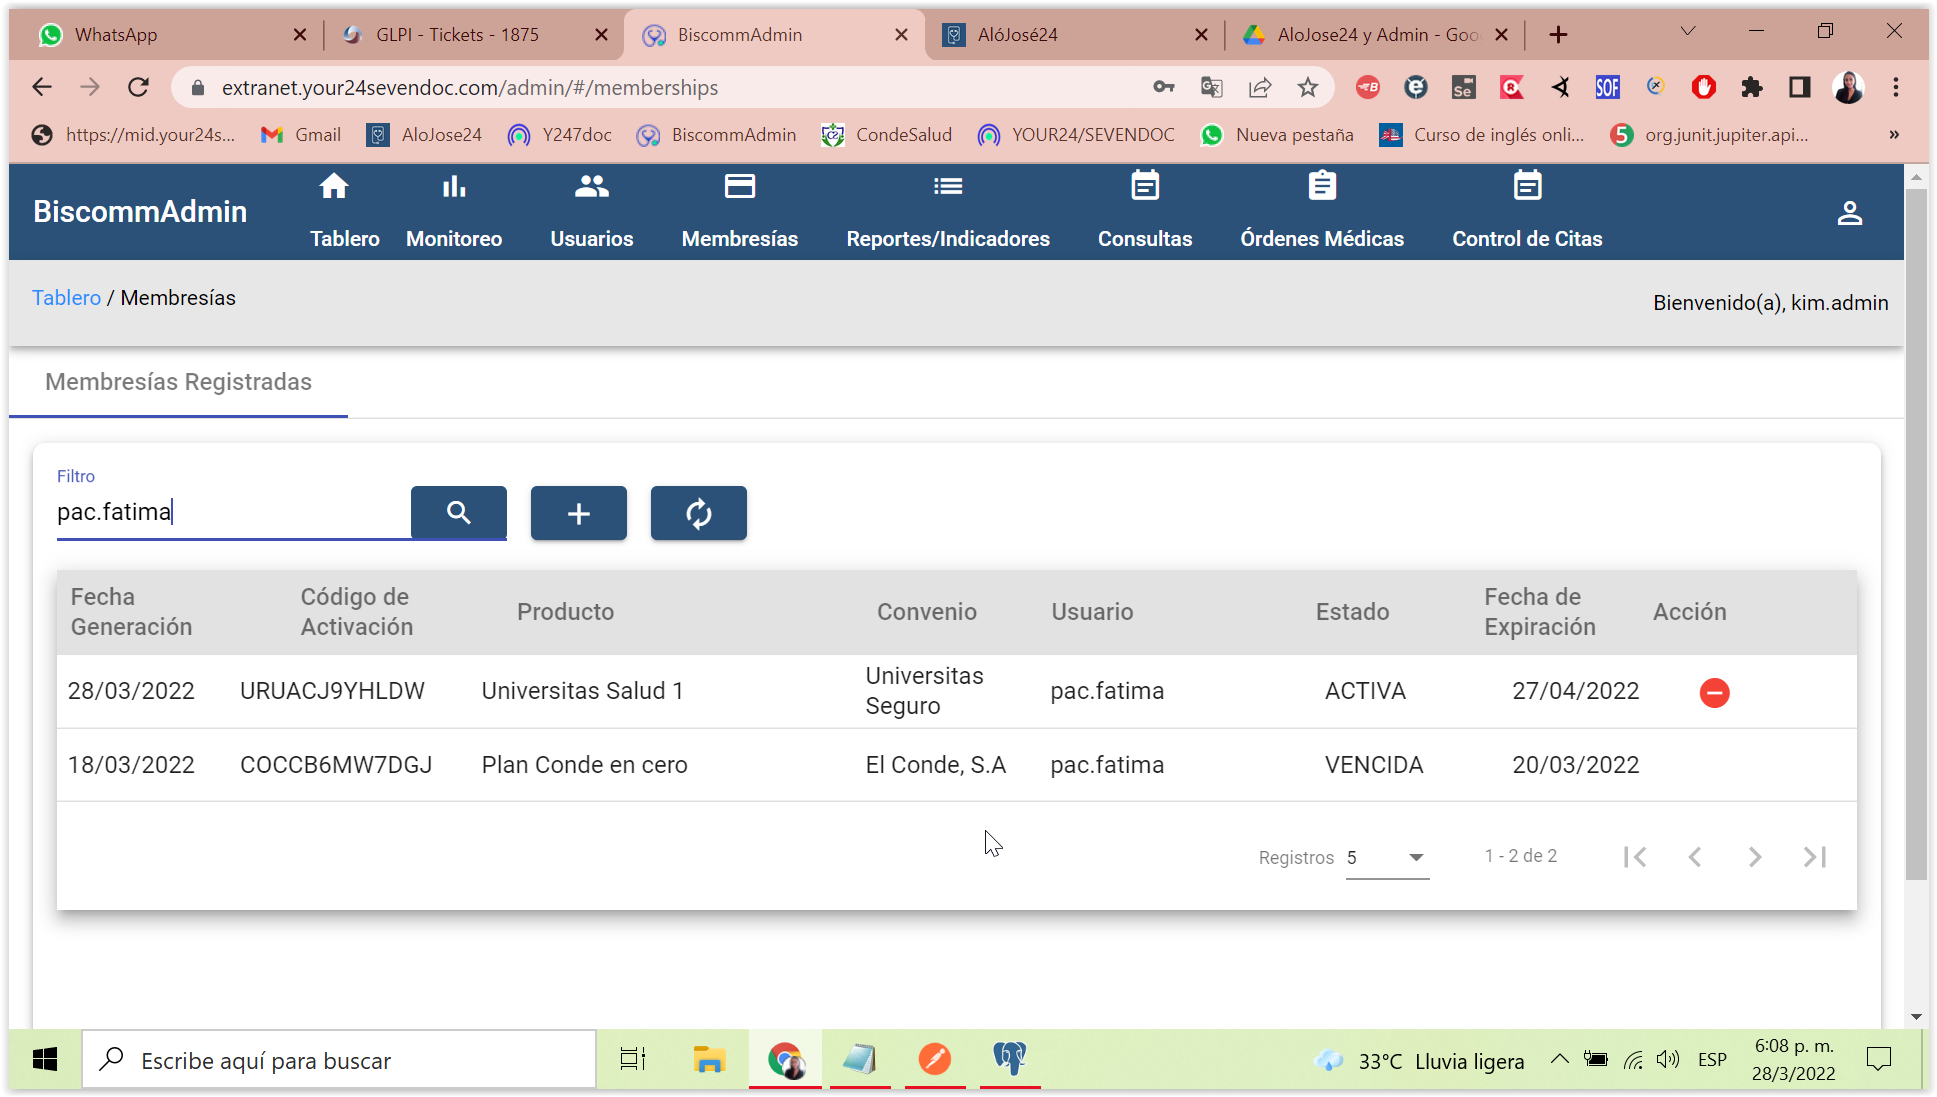 WhatsApp
GLPI - Tickets - 1875
BiscommAdmin
AlóJosé24
AloJose24 y Admin - Goo
extranet.your24sevendoc.com/admin/#/memberships
Se
SOF
https://mid.your24s...
Gmail
AloJose24
Y247doc
BiscommAdmin
CondeSalud
YOUR24/SEVENDOC
Nueva pestaña
Curso de inglés onli...
5
org.junit.jupiter.api...
»
BiscommAdmin
Tablero
Monitoreo
Usuarios
Membresías
Reportes/Indicadores
Consultas
Órdenes Médicas
Control de Citas
Tablero / Membresías
Bienvenido(a), kim.admin
Membresías Registradas
Filtro
pac.fatima
Fecha Generación
Código de Activación
Producto
Convenio
Usuario
Estado
Fecha de Expiración
Acción
28/03/2022 URUACJ9YHLDW Universitas Salud 1 Universitas Seguro pac.fatima ACTIVA 27/04/2022
18/03/2022 COCCB6MW7DGJ Plan Conde en cero El Conde, S.A pac.fatima VENCIDA 20/03/2022
Registros 5 1 - 2 de 2
Escribe aquí para buscar
33°C Lluvia ligera
ESP
6:08 p. m.
28/3/2022